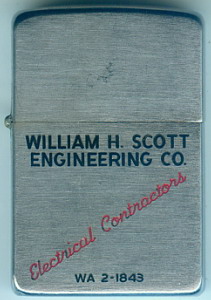 WILLIAM H. SCOTT
ENGINEERING CO.
Electrical Contractors
WA 2-1843